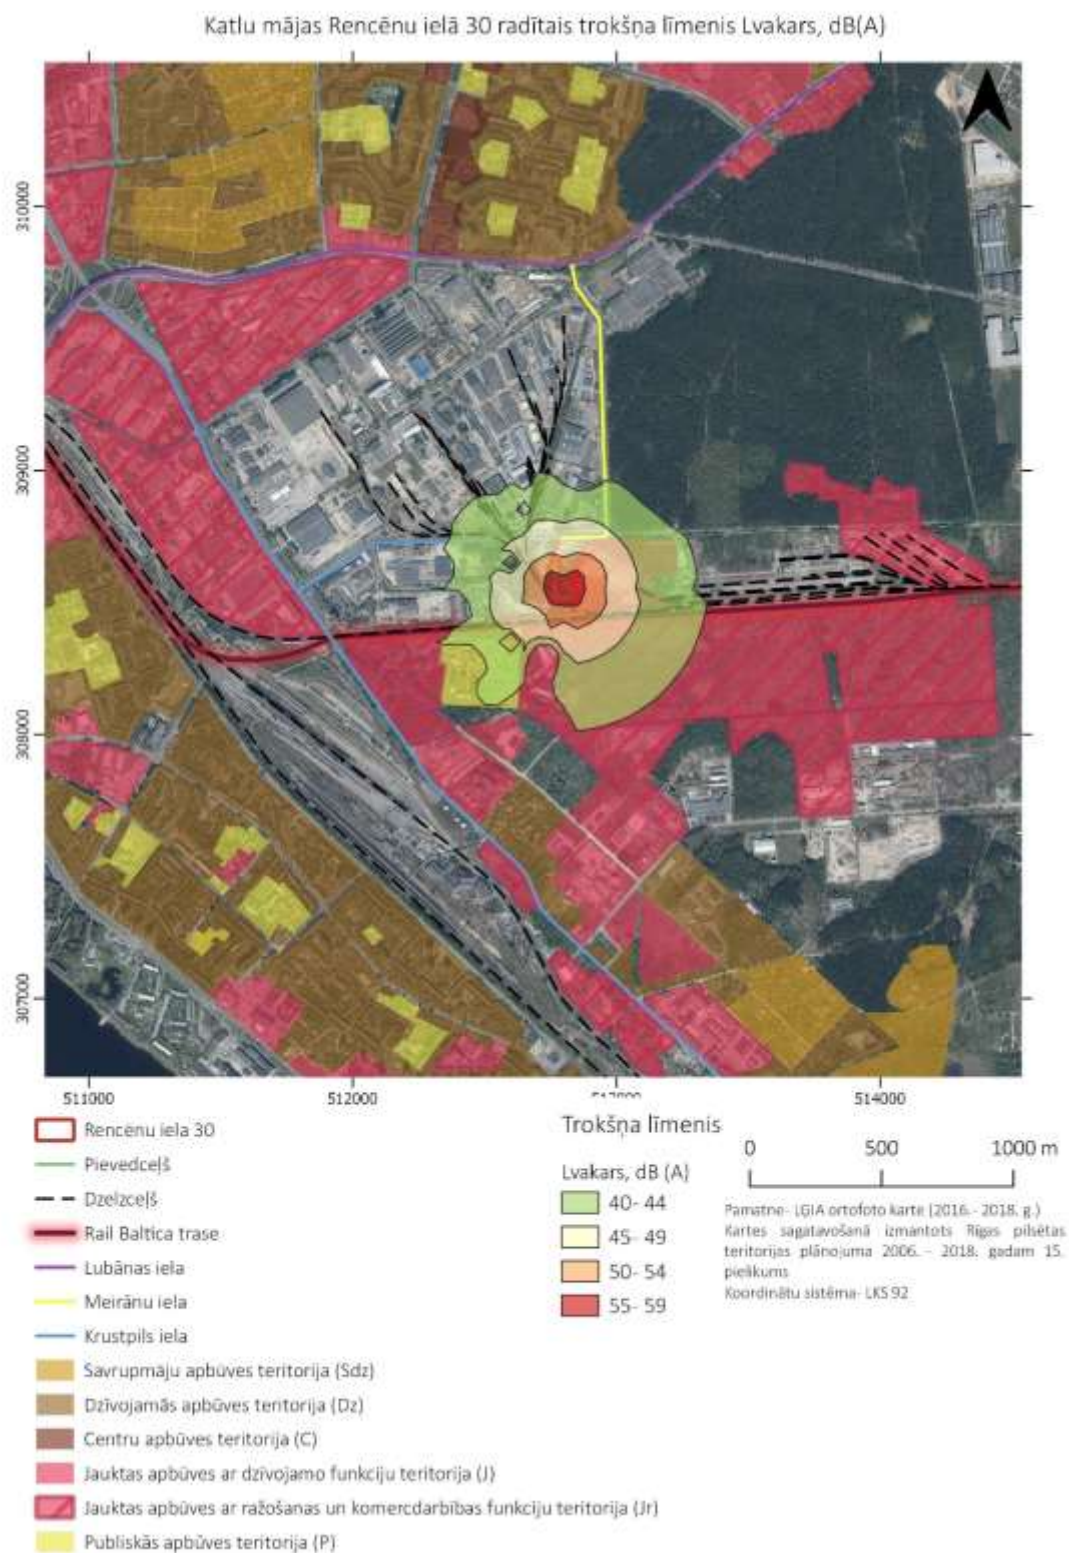 Katlu mājas Rencēnu ielā 30 radītais trokšņa līmenis Lvakars, dB(A)
310000
309000
308000
307000
511000
512000
514000
Rencēnu iela 30
Pievedceļš
Dzelzceļš
Rail Baltica trase
Lubānas iela
Meirānu iela
Krustpils iela
Savrupmāju apbūves teritorija (Sdz)
Dzīvojamās apbūves teritorija (Dz)
Centru apbūves teritorija (C)
Jauktas apbūves ar dzīvojamo funkciju teritorija (J)
Jauktas apbūves ar ražošanas un komercdarbības funkciju teritorija (Jr)
Publiskās apbūves teritorija (P)
Trokšņa līmenis
Lvakars, dB (A)
40- 44
45- 49
50- 54
55- 59
0 500 1000 m
Pamatne- LĢIA ortofoto karte (2016. - 2018. g.)
Kartes sagatavošanā izmantots Rīgas pilsētas
teritorijas plānojuma 2006. - 2018. gadam 15.
pielikums
Koordinātu sistēma- LKS 92